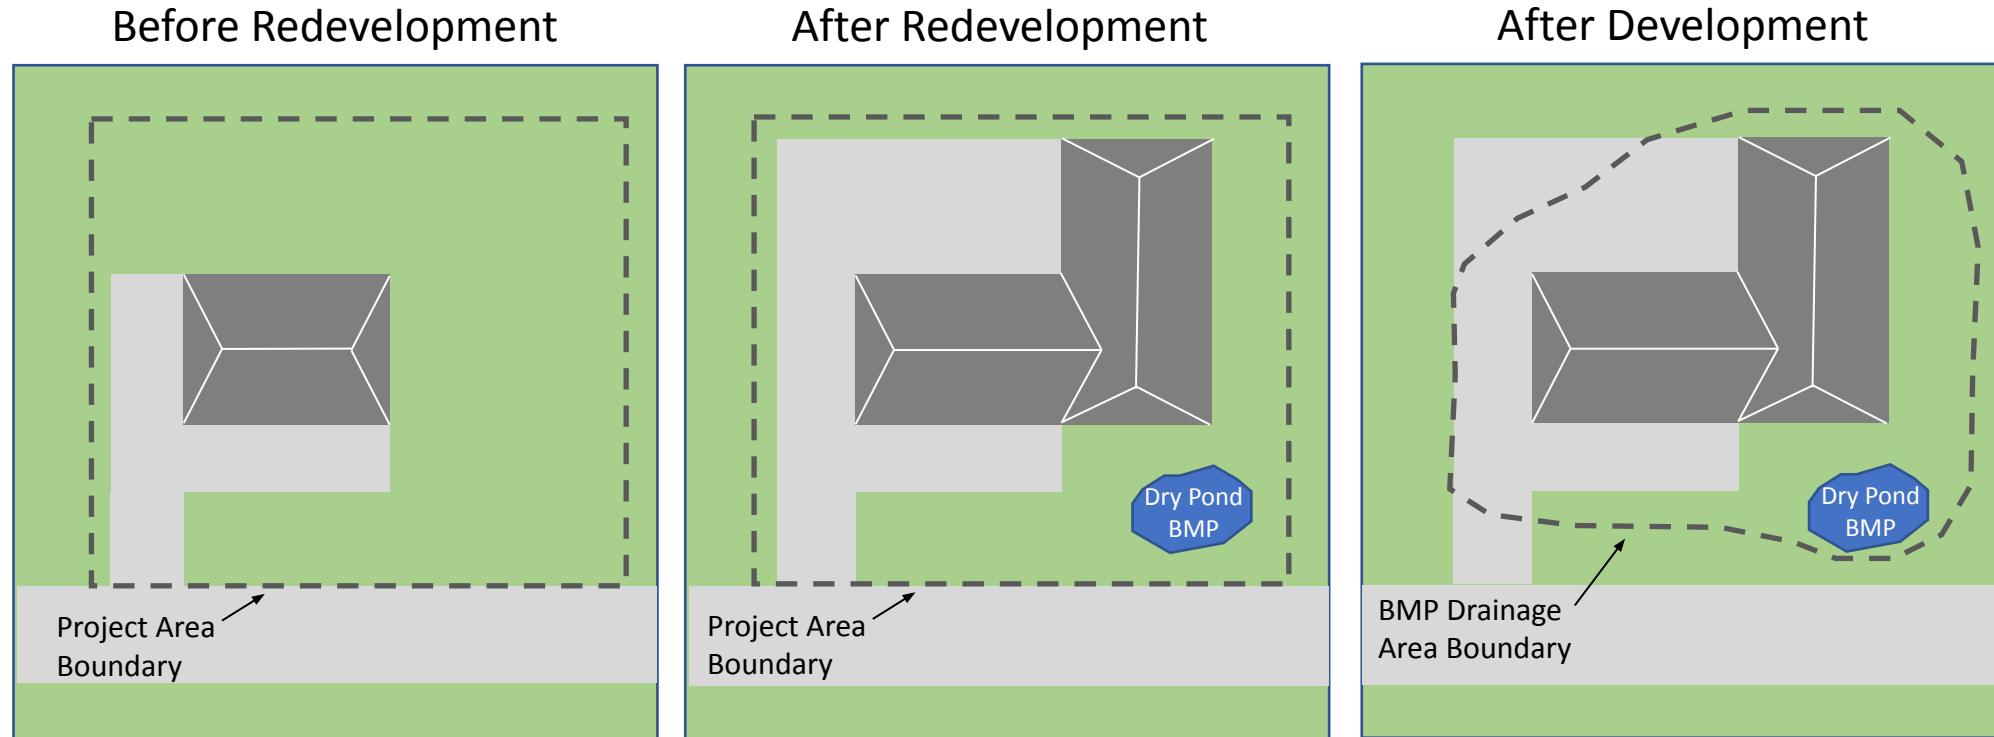 Before Redevelopment
After Redevelopment
After Development
Project Area
Boundary
Dry Pond
BMP
Project Area
Boundary
Dry Pond
BMP
BMP Drainage
Area Boundary